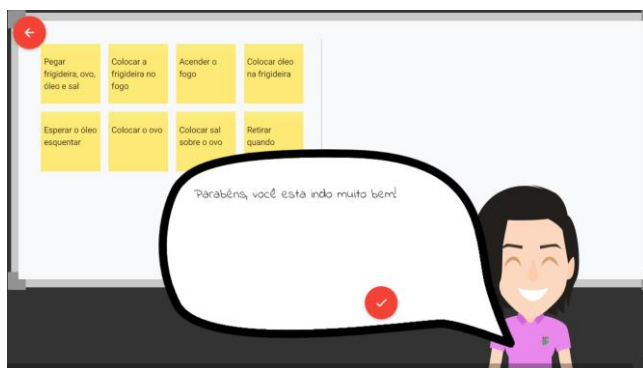 Pegar
frigideira, ovo,
óleo e sal
Colocar a
frigideira no
fogo
Acender o
fogo
Colocar óleo
na frigideira
Esperar o óleo
esquentar
Colocar o ovo
Colocar sal
sobre o ovo
Retirar
quando
Parabéns, você esta indo muito bem!